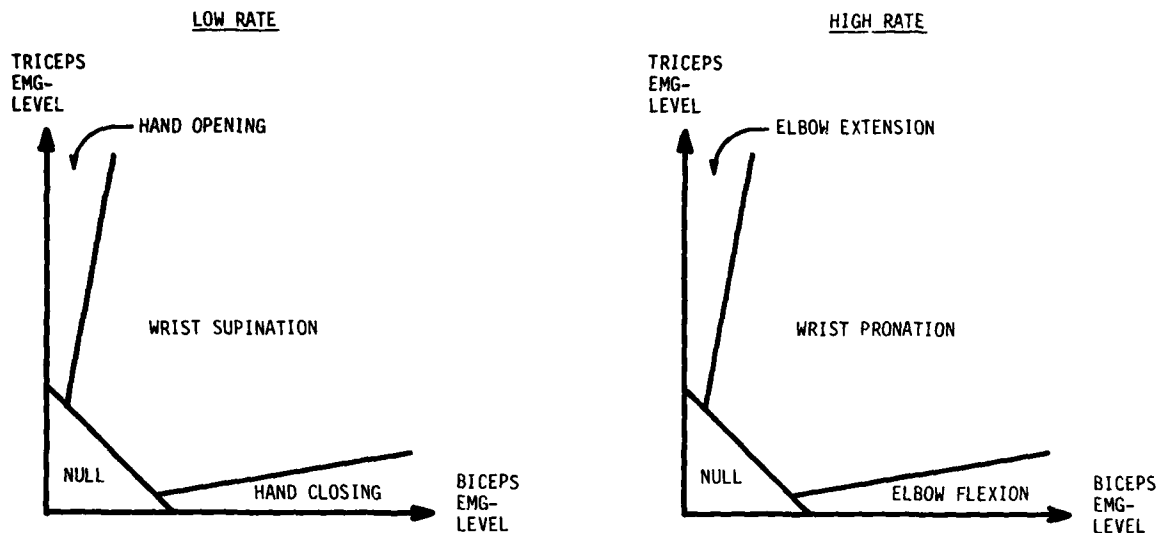 LOW RATE
TRICEPS
EMG-
LEVEL
HAND OPENING
WRIST SUPINATION
NULL
HAND CLOSING
BICEPS
EMG-
LEVEL
HIGH RATE
TRICEPS
EMG-
LEVEL
ELBOW EXTENSION
WRIST PRONATION
NULL
ELBOW FLEXION
BICEPS
EMG-
LEVEL